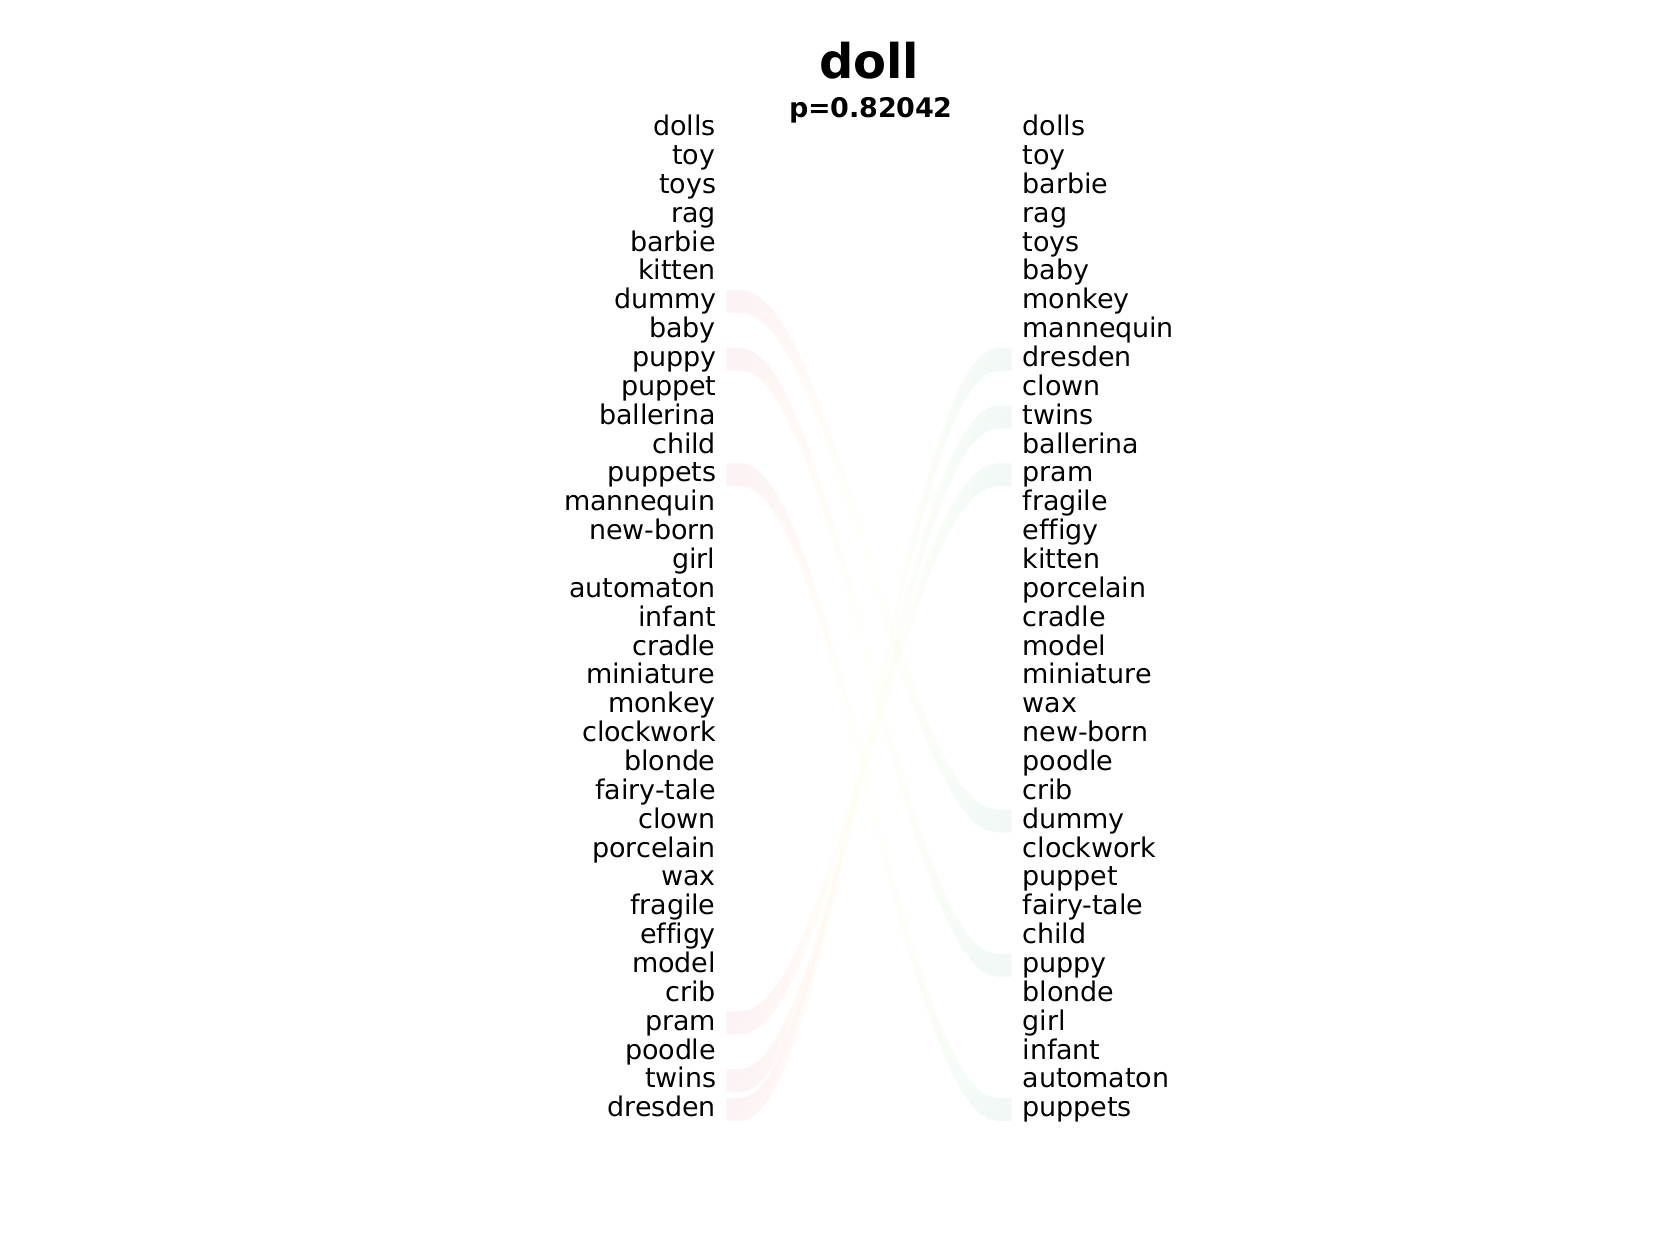 doll
p=0.82042
dolls dolls
toy toy
toys barbie
rag rag
barbie toys
kitten baby
dummy monkey
baby mannequin
puppy dresden
puppet clown
ballerina twins
child ballerina
puppets pram
mannequin fragile
new-born effigy
girl kitten
automaton porcelain
infant cradle
cradle model
miniature miniature
monkey wax
clockwork new-born
blonde poodle
fairy-tale crib
clown dummy
porcelain clockwork
wax puppet
fragile fairy-tale
effigy child
model puppy
crib blonde
pram girl
poodle infant
twins automaton
dresden puppets